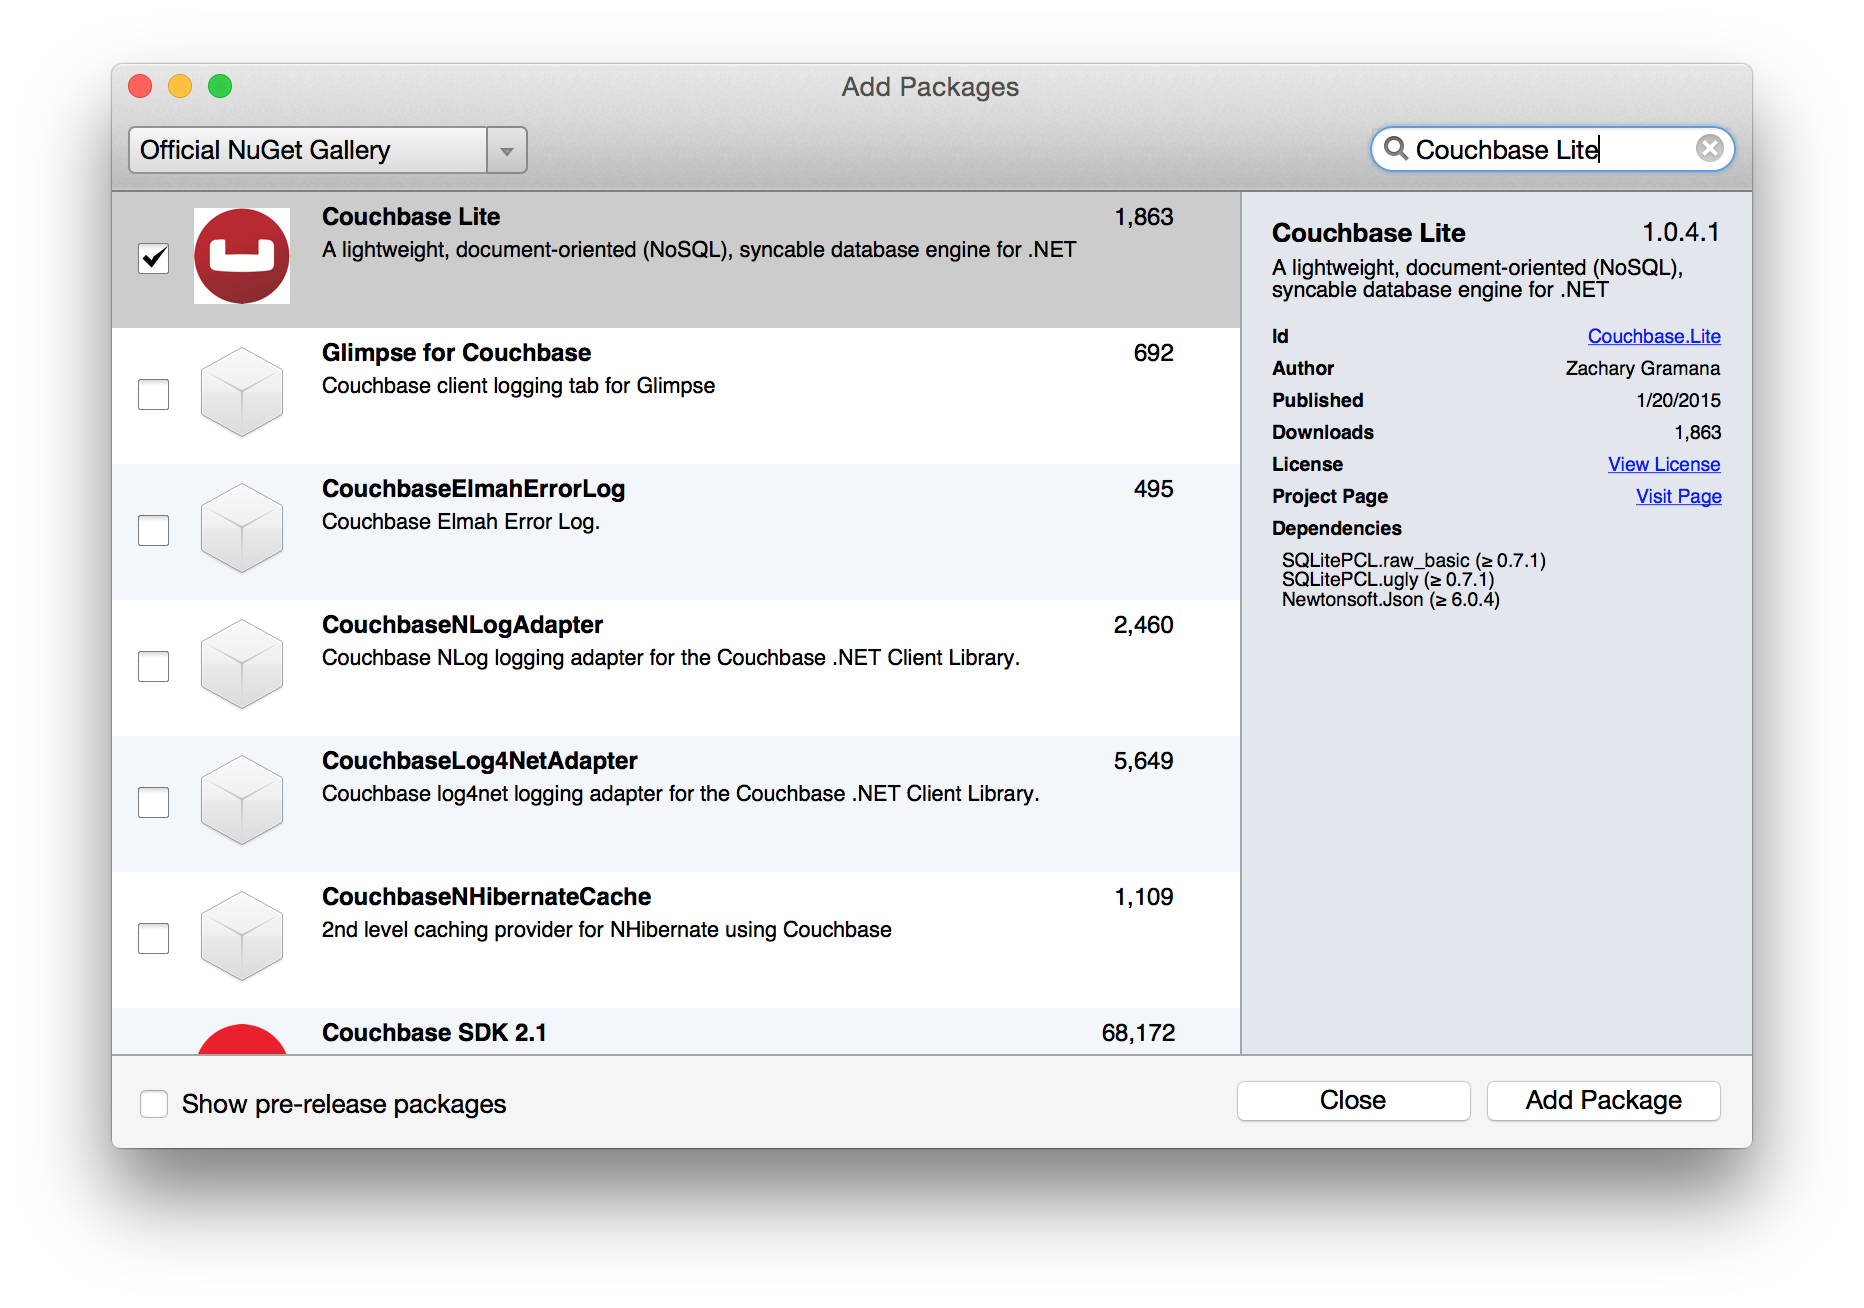 Add Packages
Official NuGet Gallery
Couchbase Lite
Couchbase Lite 1,863
A lightweight, document-oriented (NoSQL), syncable database engine for .NET
Glimpse for Couchbase 692
Couchbase client logging tab for Glimpse
CouchbaseElmahErrorLog 495
Couchbase Elmah Error Log.
CouchbaseNLogAdapter 2,460
Couchbase NLog logging adapter for the Couchbase .NET Client Library.
CouchbaseLog4NetAdapter 5,649
Couchbase log4net logging adapter for the Couchbase .NET Client Library.
CouchbaseNHibernateCache 1,109
2nd level caching provider for NHibernate using Couchbase
Couchbase SDK 2.1 68,172
Couchbase Lite 1.0.4.1
A lightweight, document-oriented (NoSQL),
syncable database engine for .NET
Id Couchbase.Lite
Author Zachary Gramana
Published 1/20/2015
Downloads 1,863
License View License
Project Page Visit Page
Dependencies
SQLitePCL.raw_basic (≥ 0.7.1)
SQLitePCL.ugly (≥ 0.7.1)
Newtonsoft.Json (≥ 6.0.4)
Show pre-release packages
Close
Add Package